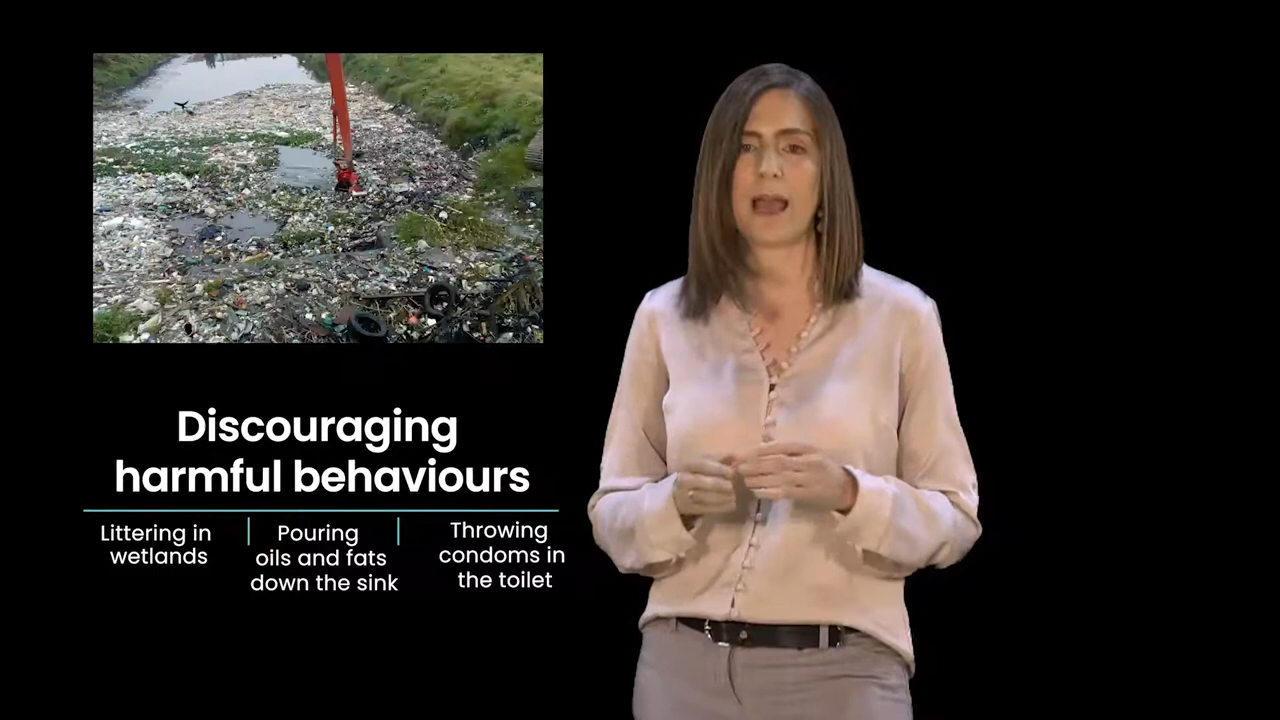 Discouraging
harmful behaviours
Littering in
wetlands
Pouring
oils and fats
down the sink
Throwing
condoms in
the toilet